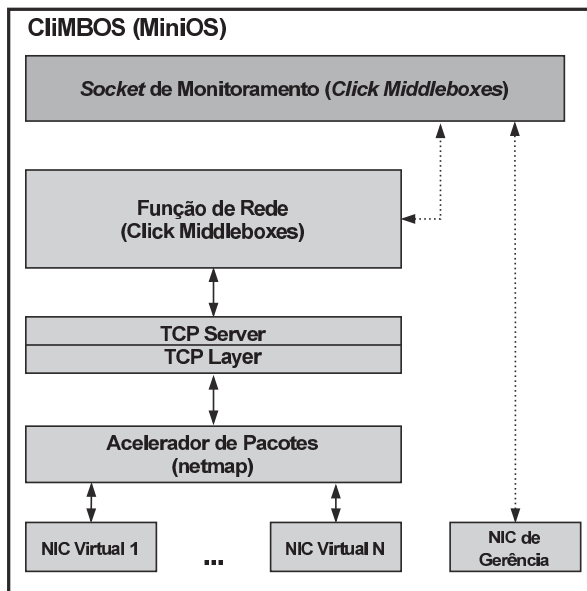 CliMBOS (MiniOS)
Socket de Monitoramento (Click Middleboxes)
Função de Rede
(Click Middleboxes)
TCP Server
TCP Layer
Acelerador de Pacotes
(netmap)
NIC Virtual 1
...
NIC Virtual N
NIC de
Gerência